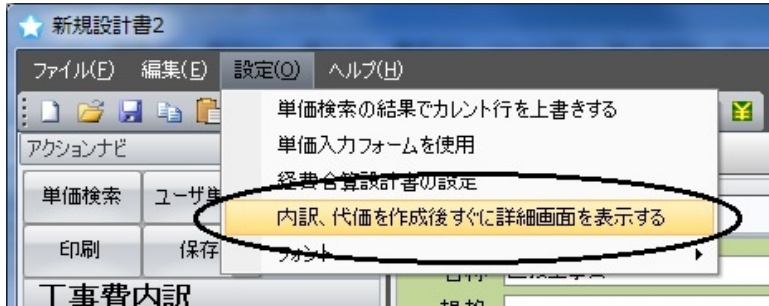 新規設計書2
ファイル(F) 編集(E) 設定(O) ヘルプ(H)
単価検索の結果でカレント行を上書きする
アクションナビ
単価入力フォームを使用
経費合算設計書の設定
単価検索
内訳、代価を作成後すぐに詳細画面を表示する
印刷 保存
フォント
工事費内訳